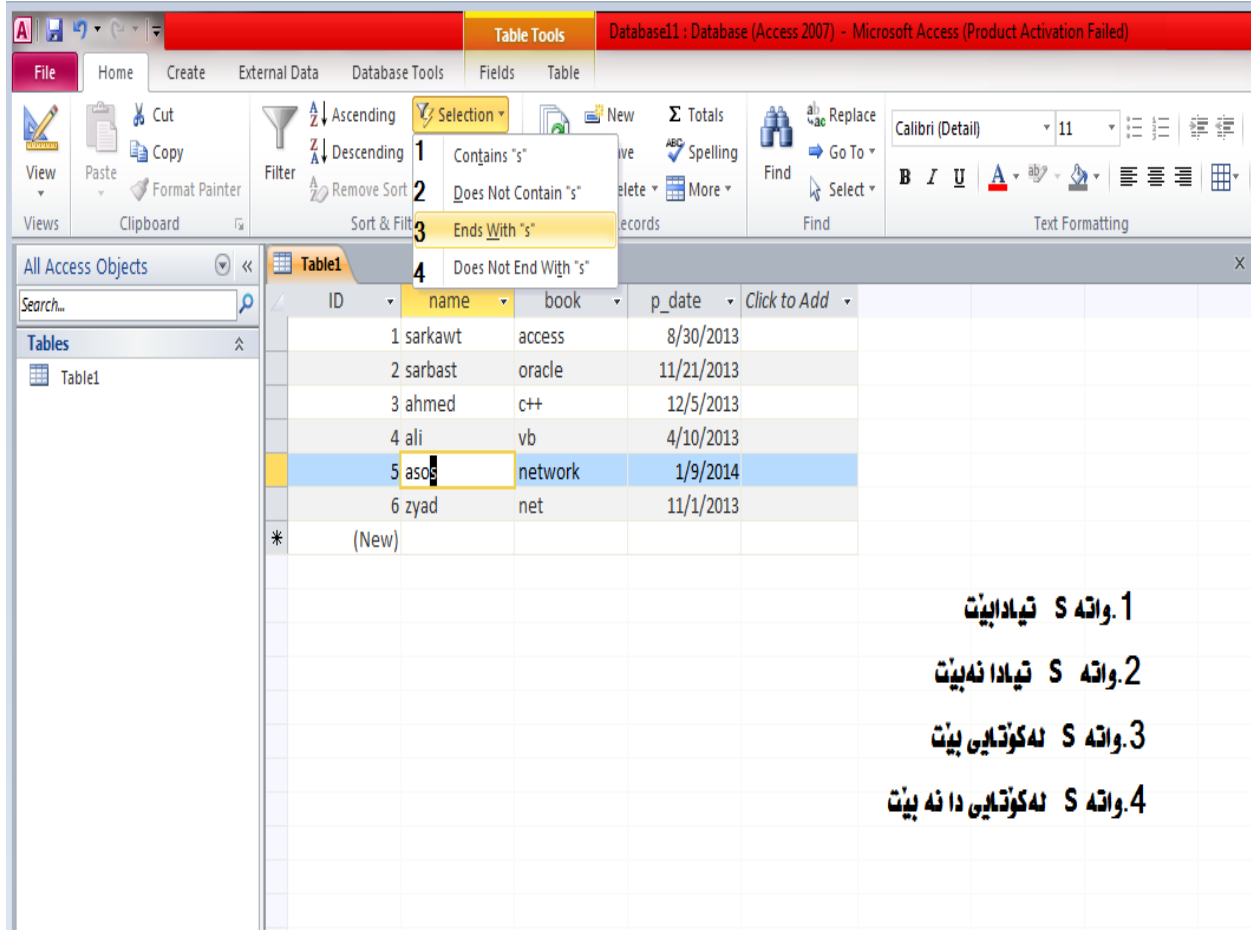 Table Tools Database11 : Database (Access 2007) - Microsoft Access (Product Activation Failed)
File Home Create External Data Database Tools Fields Table
Cut Ascending Selection New Totals Replace Calibri (Detail) 11
Copy Descending Spelling Go To
View Paste Format Painter Filter Remove Sort More Find Select B I U A
Views Clipboard Sort & Filt Find Text Formatting
1 Contains "s"
2 Does Not Contain "s"
3 Ends With "s"
4 Does Not End With "s"
All Access Objects
Search...
Tables
Table1
Table1
ID name book p_date Click to Add
1 sarkawt access 8/30/2013
2 sarbast oracle 11/21/2013
3 ahmed c++ 12/5/2013
4 ali vb 4/10/2013
5 asos network 1/9/2014
6 zyad net 11/1/2013
(New)
1.واته S تیادابێت
2.واته S تیادا نەبێت
3.واته S لەکۆتایی بێت
4.واته S لەکۆتایی دا نه بێت